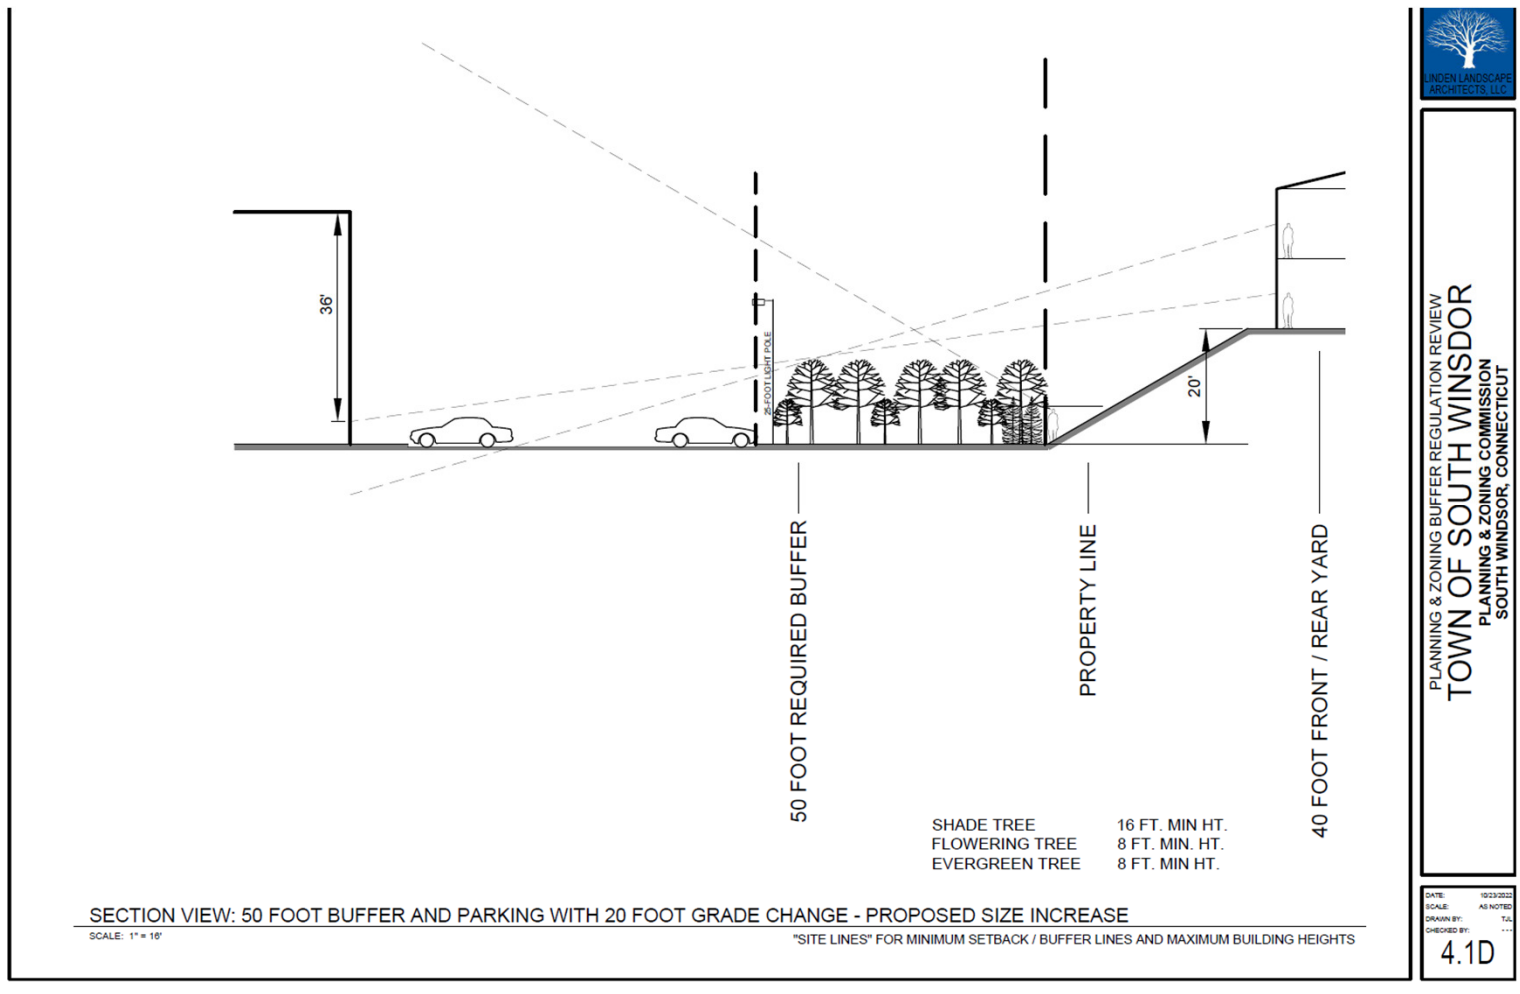 36'
25-FOOT LIGHT POLE
20'
50 FOOT REQUIRED BUFFER
PROPERTY LINE
40 FOOT FRONT / REAR YARD
SHADE TREE 16 FT. MIN HT.
FLOWERING TREE 8 FT. MIN. HT.
EVERGREEN TREE 8 FT. MIN HT.
SECTION VIEW: 50 FOOT BUFFER AND PARKING WITH 20 FOOT GRADE CHANGE - PROPOSED SIZE INCREASE
SCALE: 1" = 16'
"SITE LINES" FOR MINIMUM SETBACK / BUFFER LINES AND MAXIMUM BUILDING HEIGHTS
LINDEN LANDSCAPE
ARCHITECTS, LLC
PLANNING & ZONING BUFFER REGULATION REVIEW
TOWN OF SOUTH WINSDOR
PLANNING & ZONING COMMISSION
SOUTH WINDSOR, CONNECTICUT
DATE: 10/23/2022
SCALE: AS NOTED
DRAWN BY: TJL
CHECKED BY: - - -
4.1D